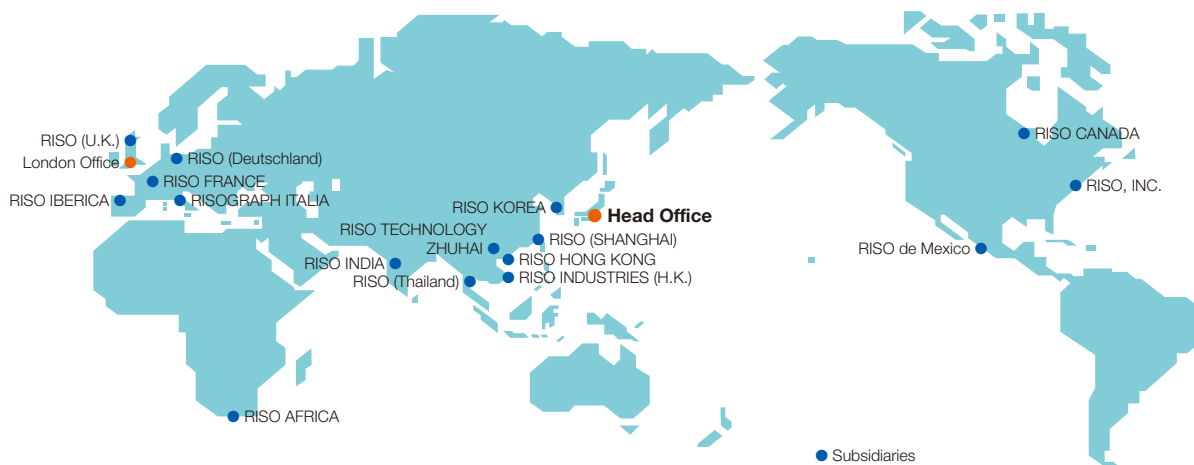 RISO (U.K.)
London Office
RISO (Deutschland)
RISO FRANCE
RISO IBERICA
RISOGRAPH ITALIA
RISO KOREA
Head Office
RISO TECHNOLOGY
ZHUHAI
RISO (SHANGHAI)
RISO HONG KONG
RISO INDIA
RISO (Thailand)
RISO INDUSTRIES (H.K.)
RISO AFRICA
RISO CANADA
RISO, INC.
RISO de Mexico
Subsidiaries